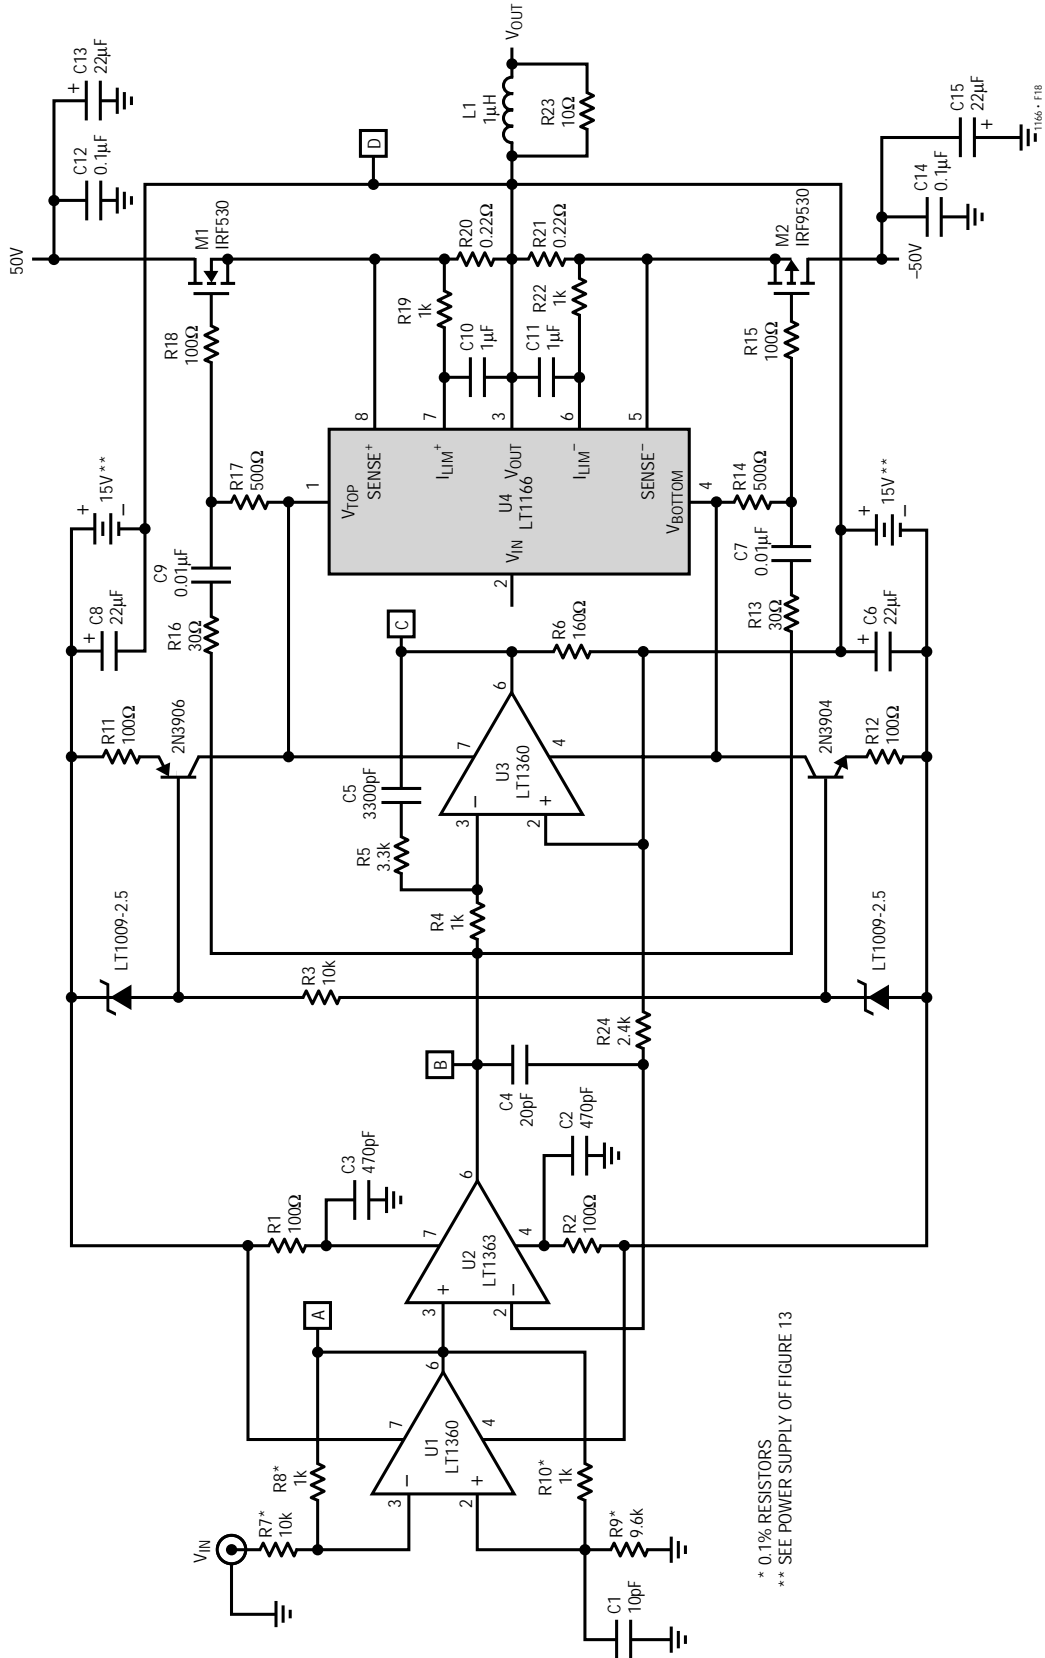 50V
C12
0.1µF
+
C13
22µF
D
L1
1µH
VOUT
R23
10Ω
M1
IRF530
R18
100Ω
R19
1k
R20
0.22Ω
C10
1µF
C11
1µF
R21
0.22Ω
R22
1k
R15
100Ω
M2
IRF9530
–50V
C14
0.1µF
C15
22µF
+
1166 • F18
1
8
7
3
6
5
4
2
VTOP
SENSE+
ILIM+
VOUT
U4
LT1166
VIN
ILIM–
SENSE–
VBOTTOM
R17
500Ω
R14
500Ω
+
15V**
–
+
15V**
–
C9
0.01µF
C7
0.01µF
+
C8
22µF
R16
30Ω
C
R6
160Ω
R13
30Ω
+
C6
22µF
R11
100Ω
2N3906
C5
3300pF
R5
3.3k
6
7
4
U3
LT1360
3
–
2
+
2N3904
R12
100Ω
LT1009-2.5
R3
10k
R4
1k
LT1009-2.5
B
C4
20pF
R24
2.4k
R1
100Ω
C3
470pF
6
7
4
U2
LT1363
3
+
2
–
C2
470pF
R2
100Ω
A
6
7
4
U1
LT1360
3
–
2
+
R8*
1k
R10*
1k
VIN
R7*
10k
R9*
9.6k
C1
10pF
* 0.1% RESISTORS
** SEE POWER SUPPLY OF FIGURE 13